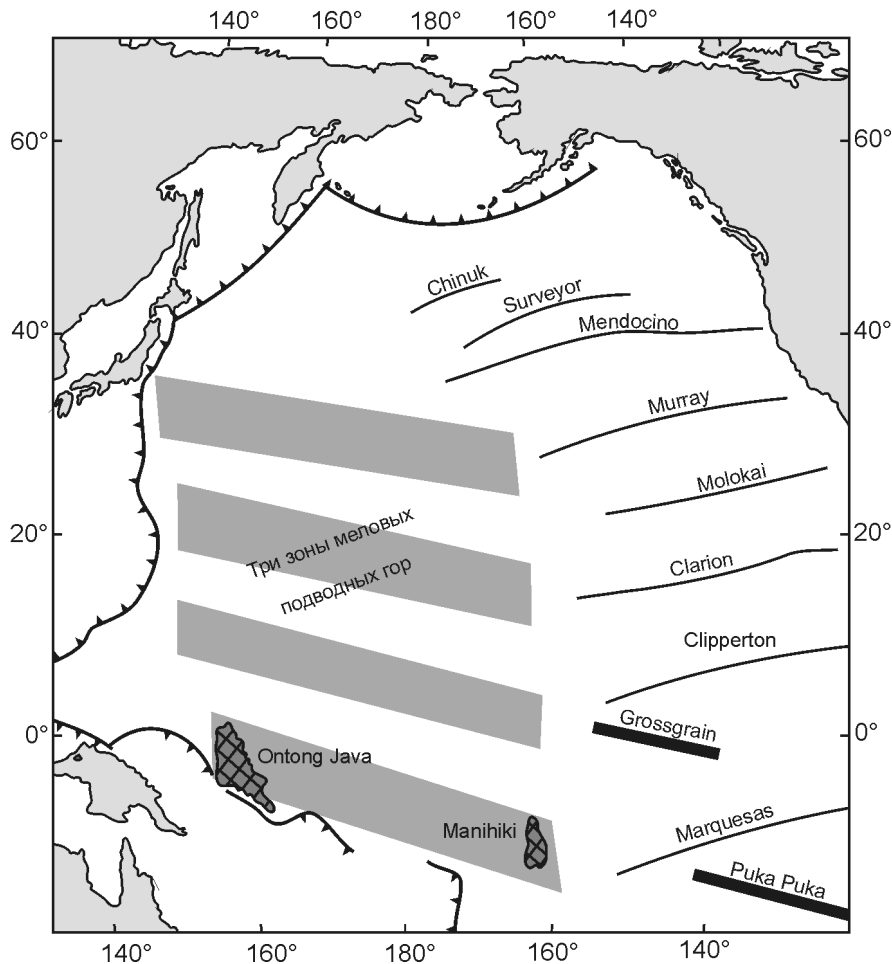 140° 160° 180° 160° 140°
60° 60°
Chinuk
Surveyor
Mendocino
40° 40°
Murray
Molokai
20° 20°
Три зоны меловых
подводных гор
Clarion
Clipperton
Grossgrain
0° 0°
Ontong Java
Manihiki
Marquesas
Puka Puka
140° 160° 180° 160° 140°